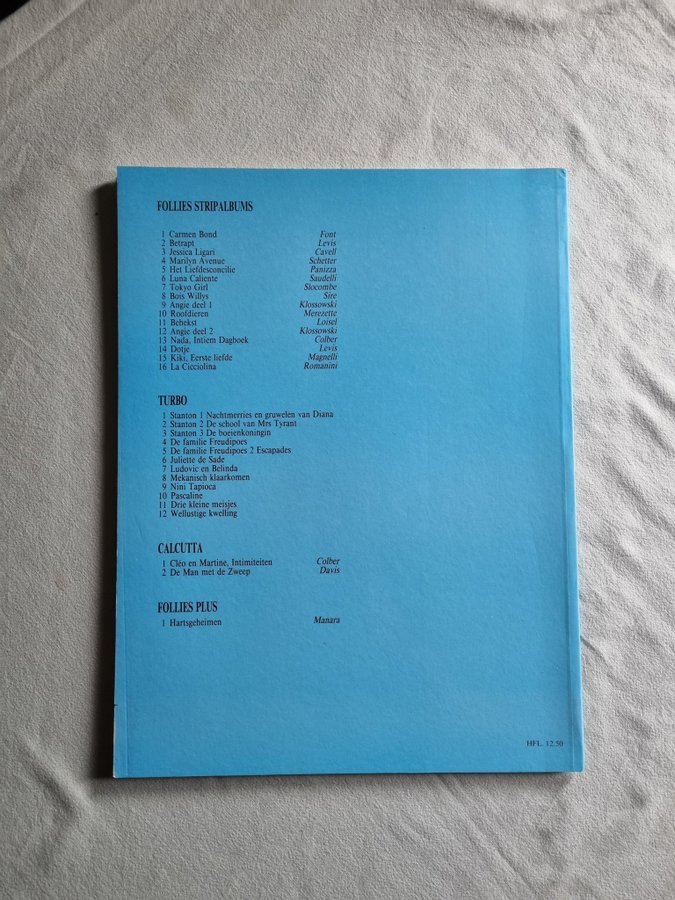 FOLLIES STRIPALBUMS
1 Carmen Bond Font
2 Betrapt Levis
3 Jessica Ligari Cavell
4 Marilyn Avenue Schetter
5 Het Liefdesconcilie Panizza
6 Luna Caliente Saudelli
7 Tokyo Girl Slocombe
8 Bois Willys Sire
9 Angie deel 1 Klossowski
10 Roofdieren Merezette
11 Behekst Loisel
12 Angie deel 2 Klossowski
13 Nada, Intiem Dagboek Colber
14 Dotje Levis
15 Kiki, Eerste liefde Magnelli
16 La Cicciolina Romanini
TURBO
1 Stanton 1 Nachtmerries en gruwelen van Diana
2 Stanton 2 De school van Mrs Tyrant
3 Stanton 3 De boeienkoningin
4 De familie Freudipoes
5 De familie Freudipoes 2 Escapades
6 Juliette de Sade
7 Ludovic en Belinda
8 Mekanisch klaarkomen
9 Nini Tapioca
10 Pascaline
11 Drie kleine meisjes
12 Wellustige kwelling
CALCUTTA
1 Cléo en Martine, Intimiteiten Colber
2 De Man met de Zweep Davis
FOLLIES PLUS
1 Hartsgeheimen Manara
HFL. 12.50